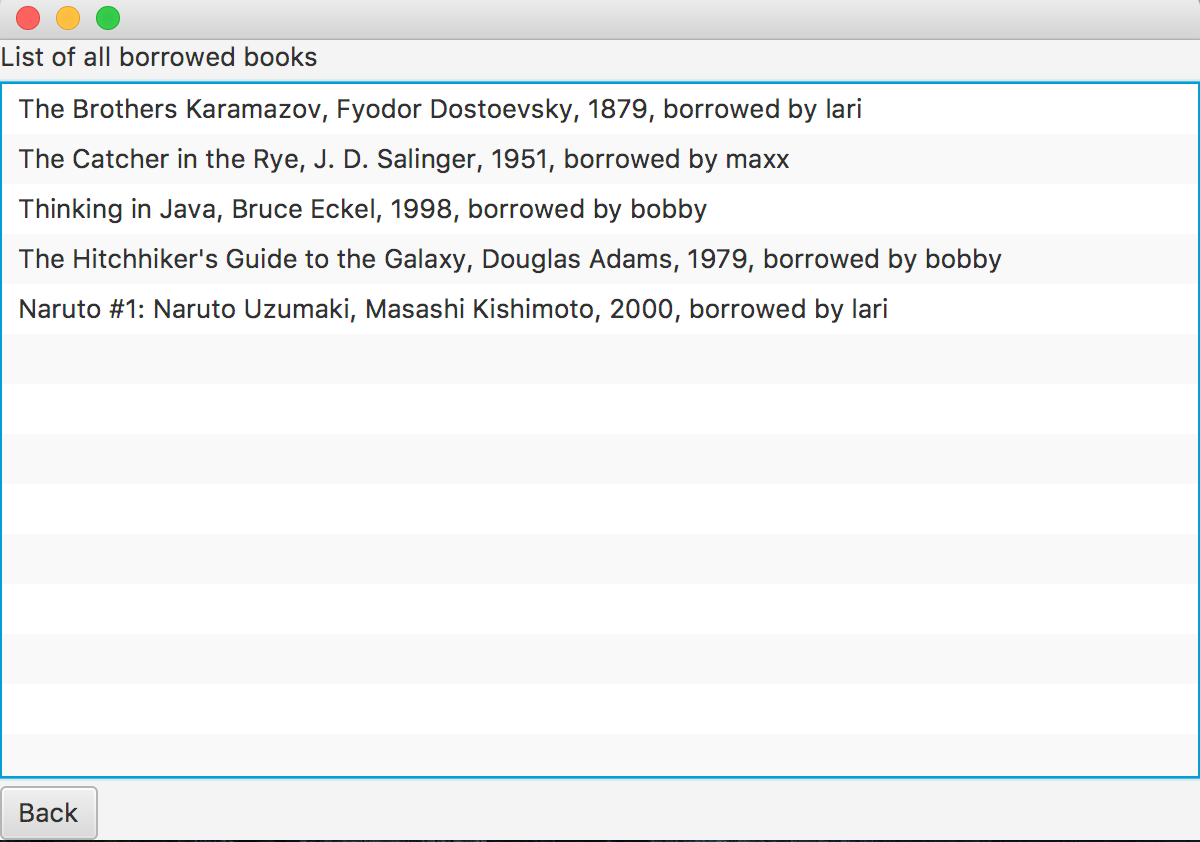 List of all borrowed books
The Brothers Karamazov, Fyodor Dostoevsky, 1879, borrowed by lari
The Catcher in the Rye, J. D. Salinger, 1951, borrowed by maxx
Thinking in Java, Bruce Eckel, 1998, borrowed by bobby
The Hitchhiker's Guide to the Galaxy, Douglas Adams, 1979, borrowed by bobby
Naruto #1: Naruto Uzumaki, Masashi Kishimoto, 2000, borrowed by lari
Back